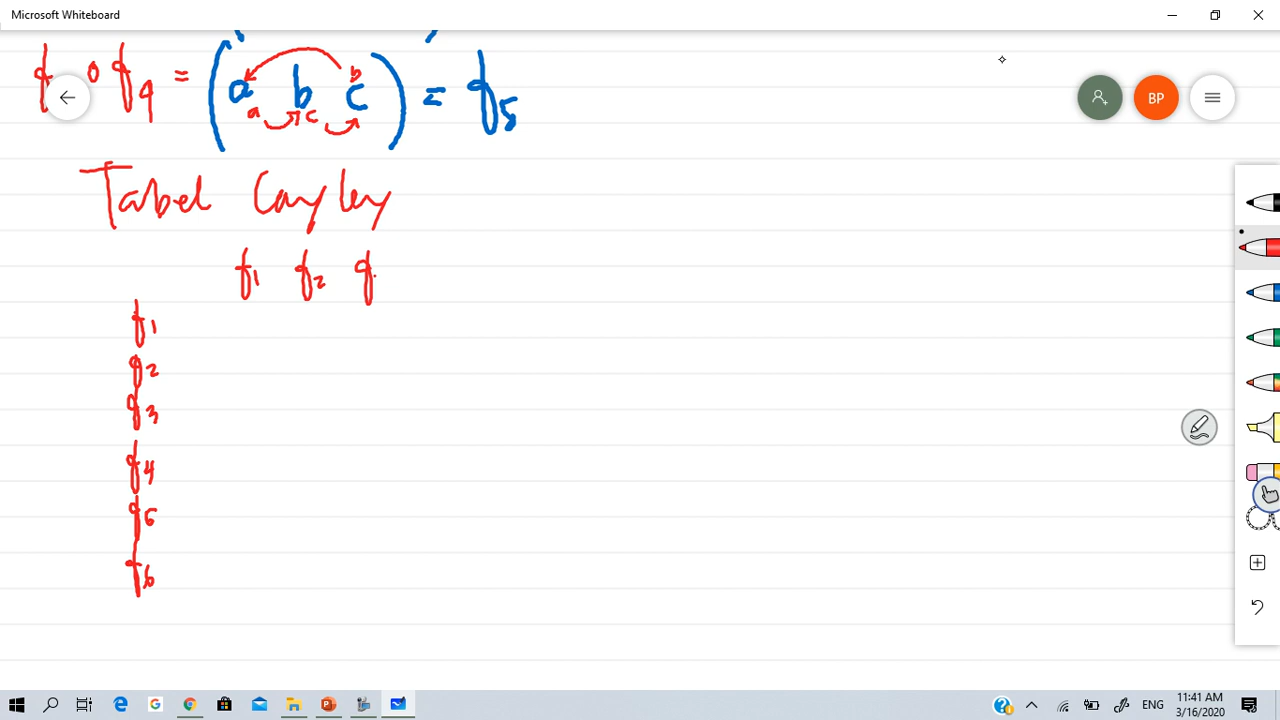 Microsoft Whiteboard
BP
b
f o f4 = (a b c) = f5
a c
Tabel Cayley
f1 f2 f
f1
f2
f3
f4
f5
f6
ENG
11:41 AM
3/16/2020